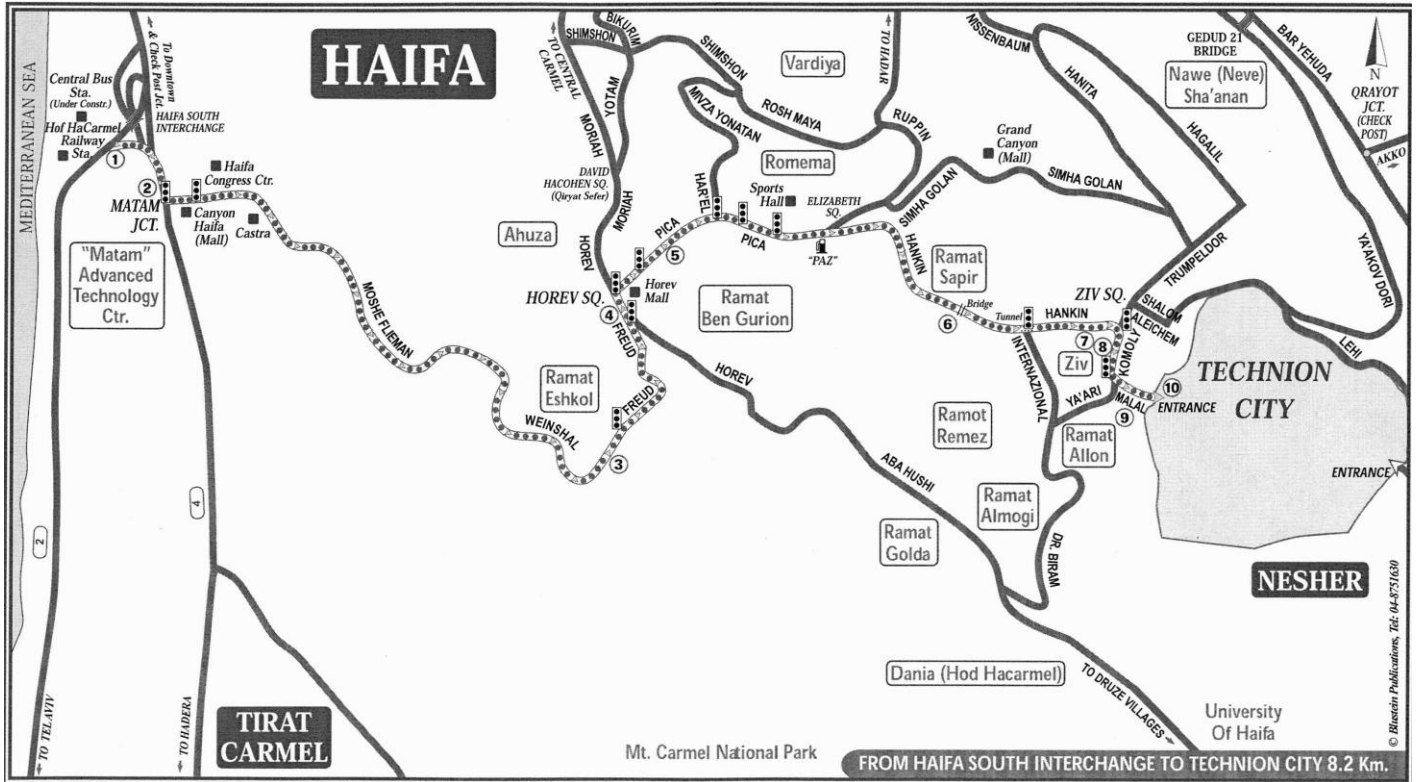 HAIFA
MEDITERRANEAN SEA
To Downtown
& Check Post Jct.
Central Bus
Sta.
(Under Constr.)
HAIFA SOUTH
INTERCHANGE
Hof HaCarmel
Railway
Sta.
1
2
MATAM
JCT.
Haifa
Congress Ctr.
Canyon
Haifa
(Mall)
Castra
"Matam"
Advanced
Technology
Ctr.
2
4
TO TEL AVIV
TO HADERA
TIRAT
CARMEL
MOSHE FLIEMAN
WEINSHAL
Ramat
Eshkol
3
FREUD
FREUD
4
HOREV SQ.
Horev
Mall
HOREV
Ahuza
MORIAH
DAVID
HACOHEN SQ.
(Qiryat Sefer)
MORIAH
TO CENTRAL
CARMEL
SHIMSHON
BIKURIM
YOTAM
SHIMSHON
Vardiya
TO HADAR
MIVZA YONATAN
ROSH MAYA
RUPPIN
Romema
HAR'EL
Sports
Hall
ELIZABETH
SQ.
PICA
5
PICA
"PAZ"
SIMHA GOLAN
Grand
Canyon
(Mall)
SIMHA GOLAN
NISSENBAUM
HANITA
HAGALIL
GEDUD 21
BRIDGE
Nawe (Neve)
Sha'anan
BAR YEHUDA
N
QRAYOT
JCT.
(CHECK
POST)
AKKO
YA'AKOV DORI
LEHI
TRUMPELDOR
HANKIN
Ramat
Sapir
Bridge
6
Tunnel
HANKIN
ZIV SQ.
SHALOM
ALEICHEM
7
8
KOMOLY
Ziv
INTERNAZIONAL
YA'ARI
MALAL
9
10
ENTRANCE
TECHNION
CITY
ENTRANCE
Ramat
Ben Gurion
HOREV
Ramot
Remez
Ramat
Allon
ABA HUSHI
Ramat
Almogi
Ramat
Golda
DR. BIRAM
NESHER
Dania (Hod Hacarmel)
TO DRUZE VILLAGES
University
Of Haifa
Mt. Carmel National Park
FROM HAIFA SOUTH INTERCHANGE TO TECHNION CITY 8.2 Km.
© Blustein Publications, Tel: 04-8751630